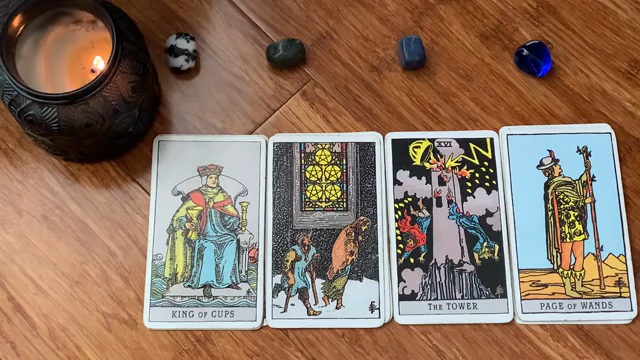 KING OF CUPS
XVI
THE TOWER
PAGE OF WANDS